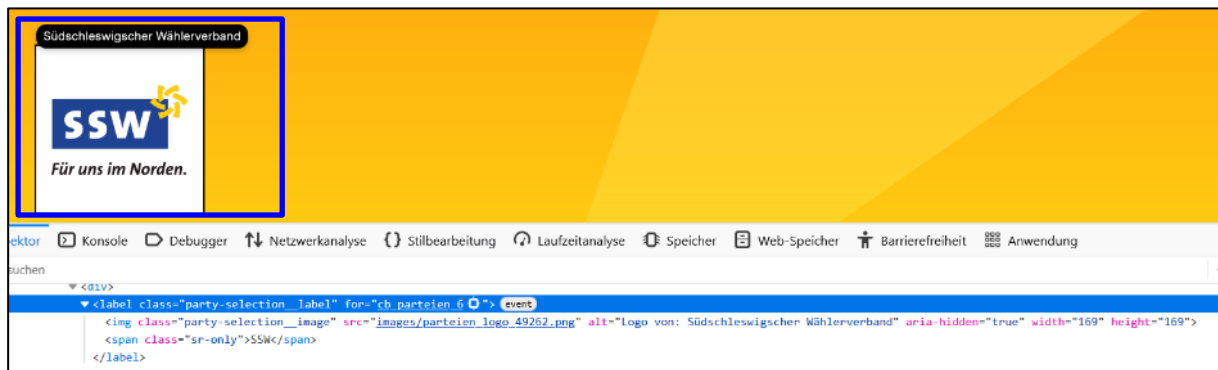 Südschleswigscher Wählerverband
SSW
Für uns im Norden.
ektor Konsole Debugger Netzwerkanalyse {} Stilbearbeitung Laufzeitanalyse Speicher Web-Speicher Barrierefreiheit Anwendung
suchen
<div>
<label class="party-selection__label" for="cb_parteien_6"> event
<img class="party-selection__image" src="images/parteien_logo_49262.png" alt="Logo von: Südschleswigscher Wählerverband" aria-hidden="true" width="169" height="169">
<span class="sr-only">SSW</span>
</label>